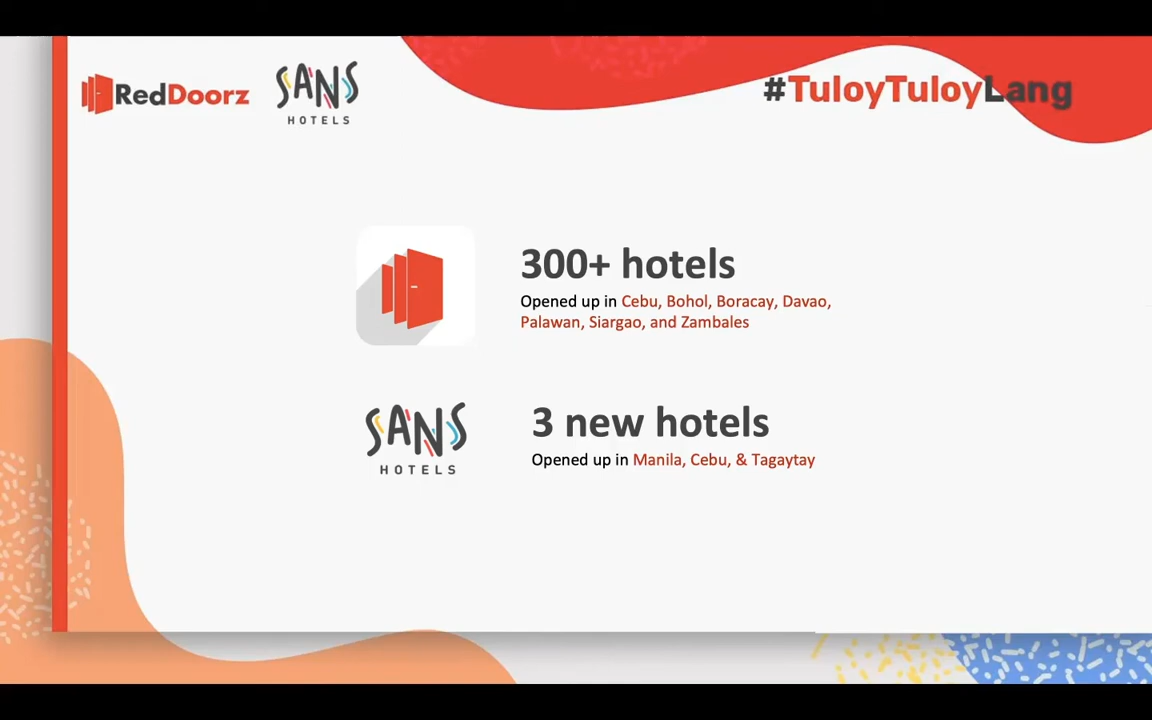 RedDoorz
SANS
HOTELS
#TuloyTuloyLang
300+ hotels
Opened up in Cebu, Bohol, Boracay, Davao,
Palawan, Siargao, and Zambales
SANS
HOTELS
3 new hotels
Opened up in Manila, Cebu, & Tagaytay